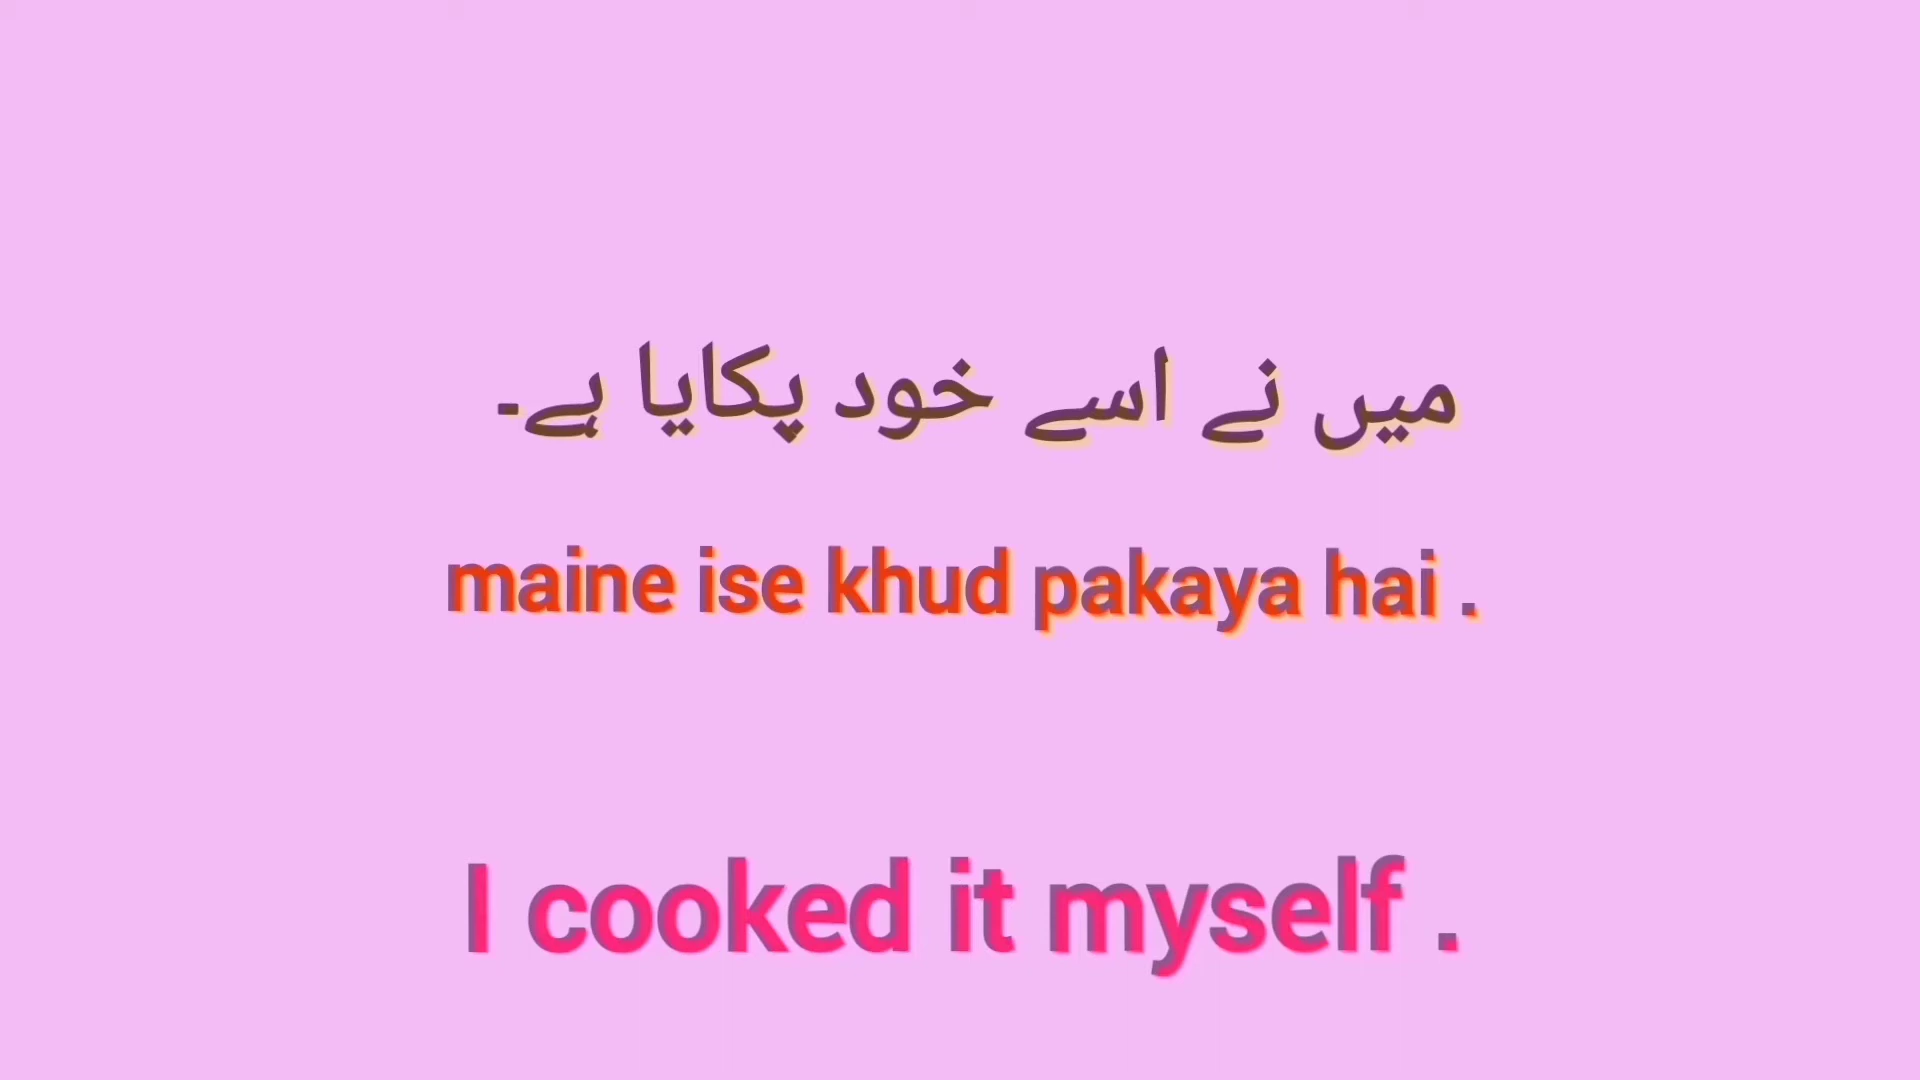 میں نے اسے خود پکایا ہے۔
maine ise khud pakaya hai .
I cooked it myself .